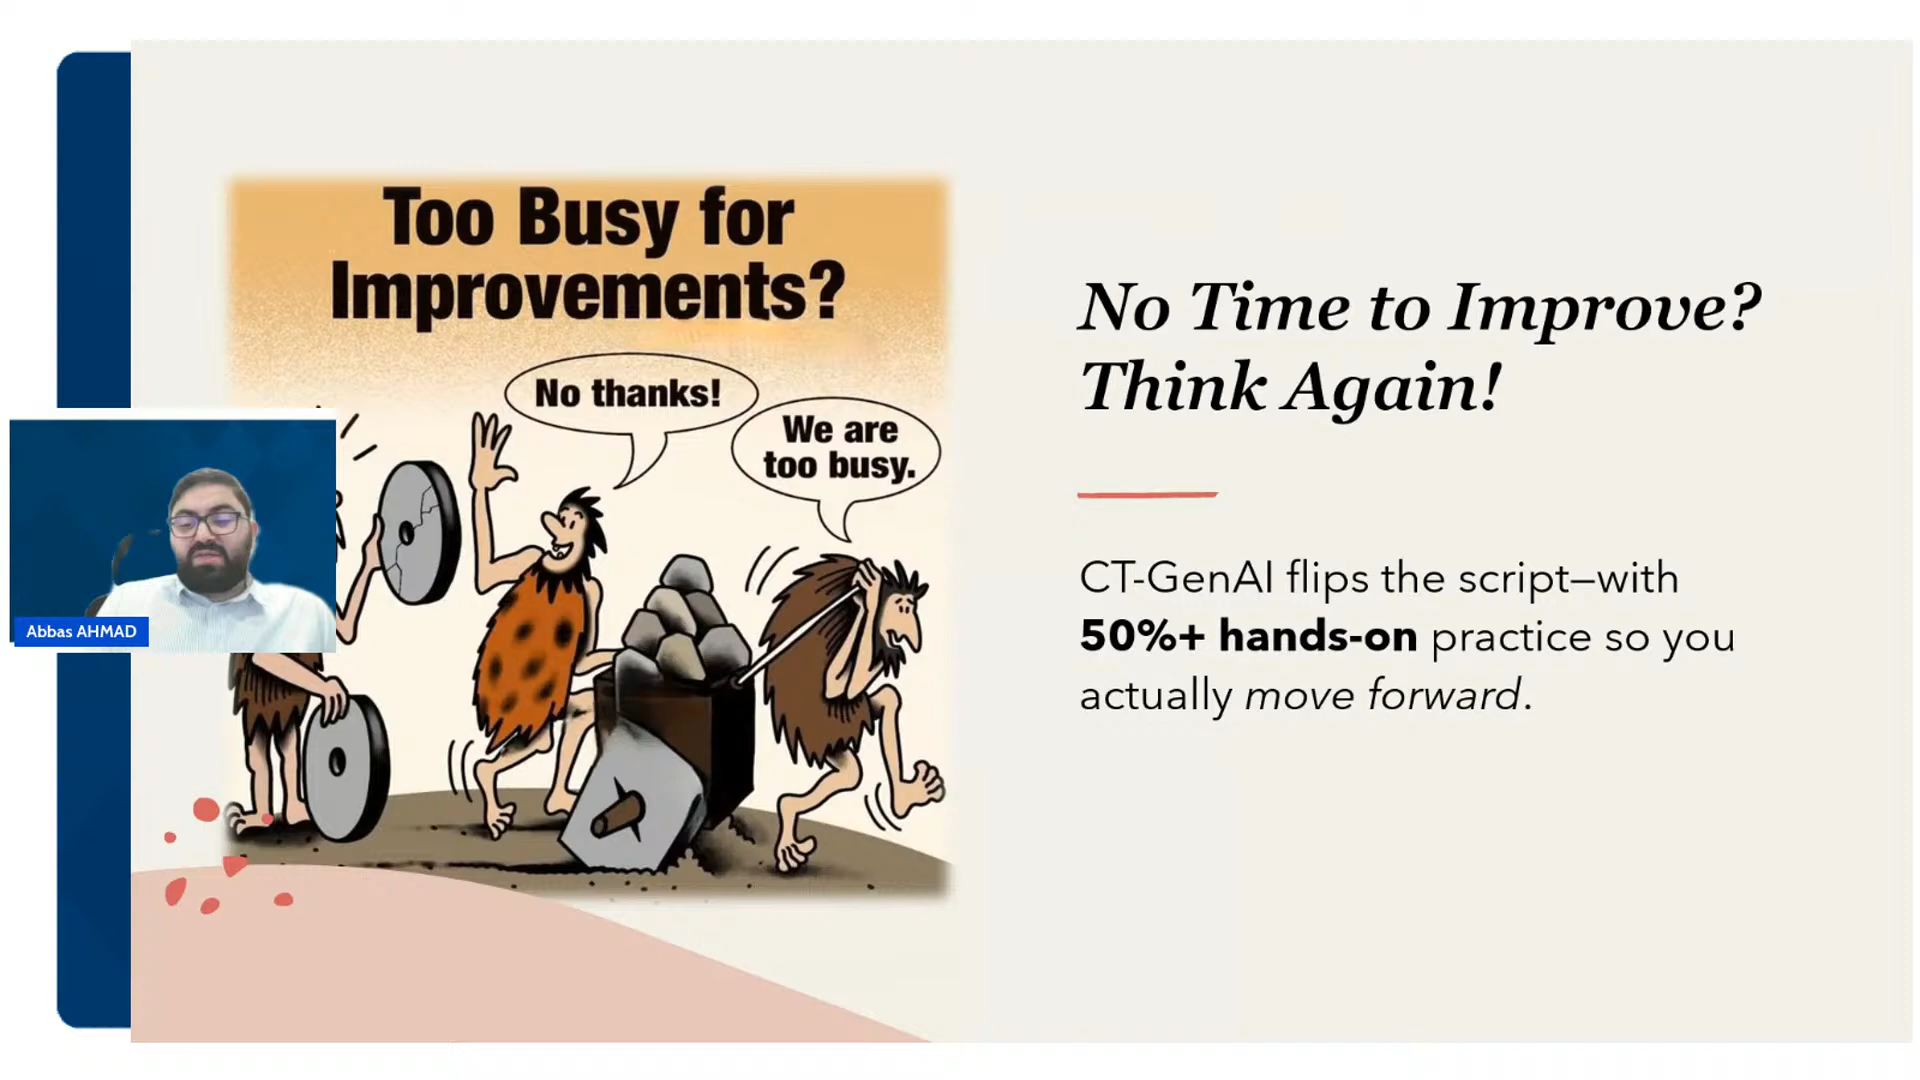 Too Busy for
Improvements?
No thanks!
We are
too busy.
Abbas AHMAD
No Time to Improve?
Think Again!
CT-GenAI flips the script—with
50%+ hands-on practice so you
actually move forward.